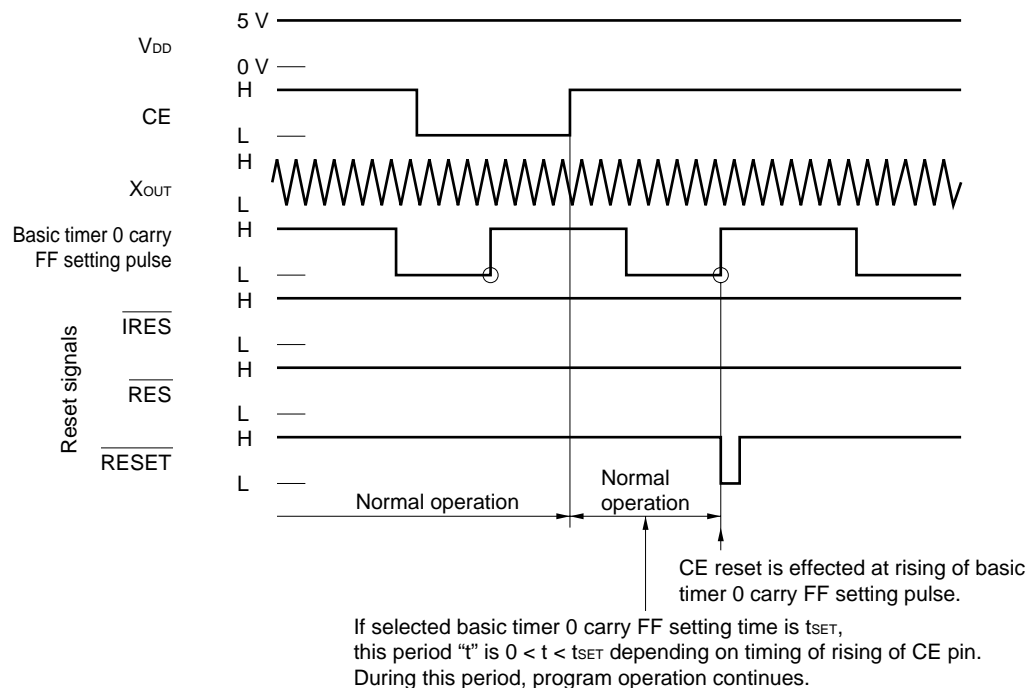 5 V
VDD
0 V
H
CE
L
H
XOUT
L
Basic timer 0 carry
FF setting pulse
H
L
Reset signals
H
IRES
L
H
RES
L
H
RESET
L
Normal operation
Normal
operation
CE reset is effected at rising of basic
timer 0 carry FF setting pulse.
If selected basic timer 0 carry FF setting time is tSET,
this period “t” is 0 < t < tSET depending on timing of rising of CE pin.
During this period, program operation continues.